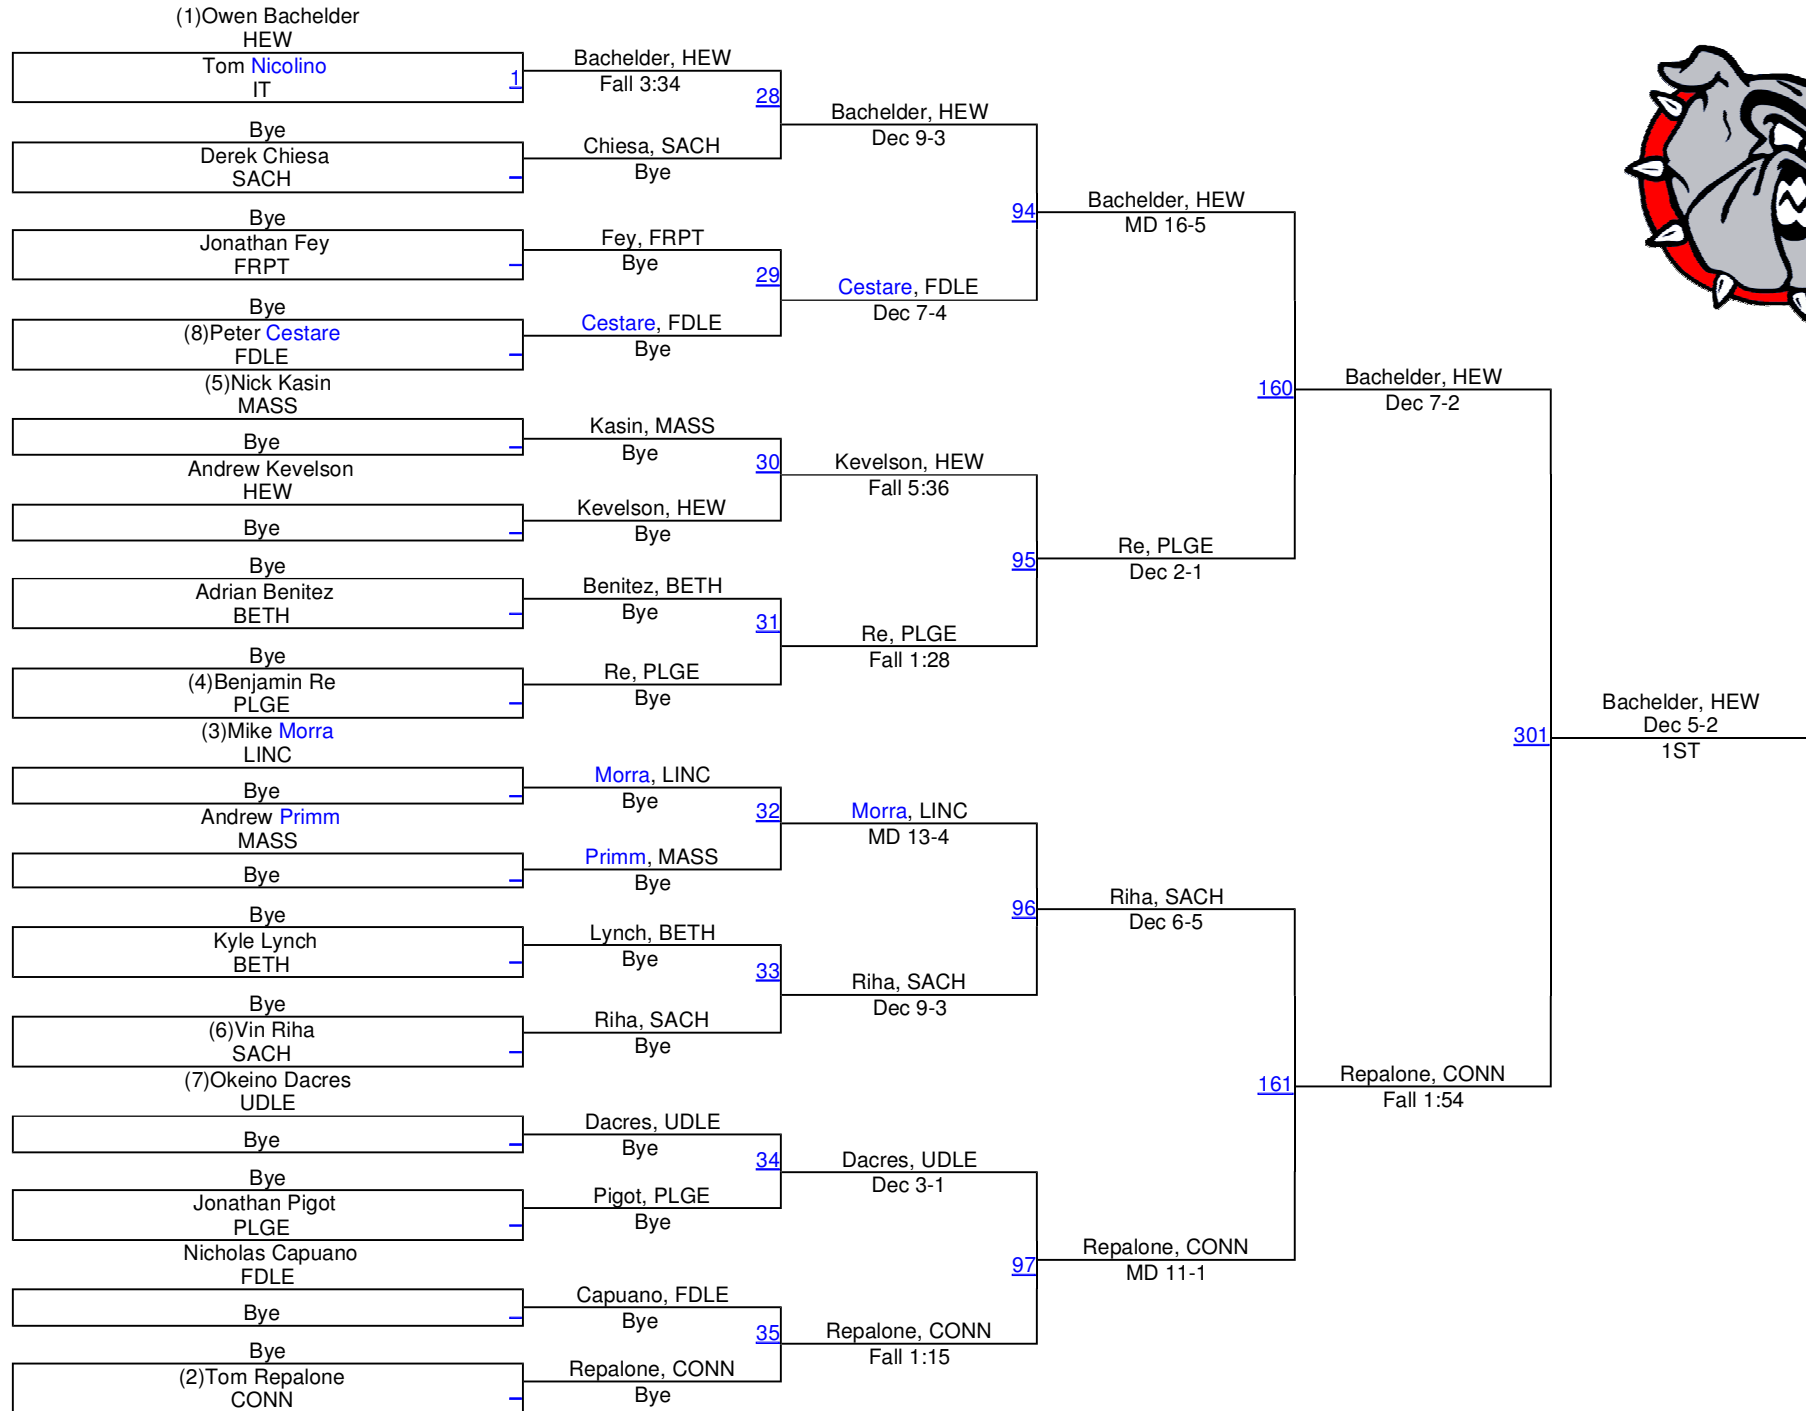 (1)Owen Bachelder
HEW
Tom Nicolino
IT
1
Bye
Derek Chiesa
SACH
Bye
Jonathan Fey
FRPT
Bye
(8)Peter Cestare
FDLE
(5)Nick Kasin
MASS
Bye
Andrew Kevelson
HEW
Bye
Bye
Adrian Benitez
BETH
Bye
(4)Benjamin Re
PLGE
(3)Mike Morra
LINC
Bye
Andrew Primm
MASS
Bye
Bye
Kyle Lynch
BETH
Bye
(6)Vin Riha
SACH
(7)Okeino Dacres
UDLE
Bye
Bye
Jonathan Pigot
PLGE
Nicholas Capuano
FDLE
Bye
Bye
(2)Tom Repalone
CONN
Bachelder, HEW
Fall 3:34
28
Chiesa, SACH
Bye
Fey, FRPT
Bye
29
Cestare, FDLE
Bye
Kasin, MASS
Bye
30
Kevelson, HEW
Bye
Benitez, BETH
Bye
31
Re, PLGE
Bye
Morra, LINC
Bye
32
Primm, MASS
Bye
Lynch, BETH
Bye
33
Riha, SACH
Bye
Dacres, UDLE
Bye
34
Pigot, PLGE
Bye
Capuano, FDLE
Bye
35
Repalone, CONN
Bye
Bachelder, HEW
Dec 9-3
94
Cestare, FDLE
Dec 7-4
Kevelson, HEW
Fall 5:36
95
Re, PLGE
Fall 1:28
Morra, LINC
MD 13-4
96
Riha, SACH
Dec 9-3
Dacres, UDLE
Dec 3-1
97
Repalone, CONN
Fall 1:15
Bachelder, HEW
MD 16-5
160
Re, PLGE
Dec 2-1
Riha, SACH
Dec 6-5
161
Repalone, CONN
MD 11-1
Bachelder, HEW
Dec 7-2
301
Repalone, CONN
Fall 1:54
Bachelder, HEW
Dec 5-2
1ST